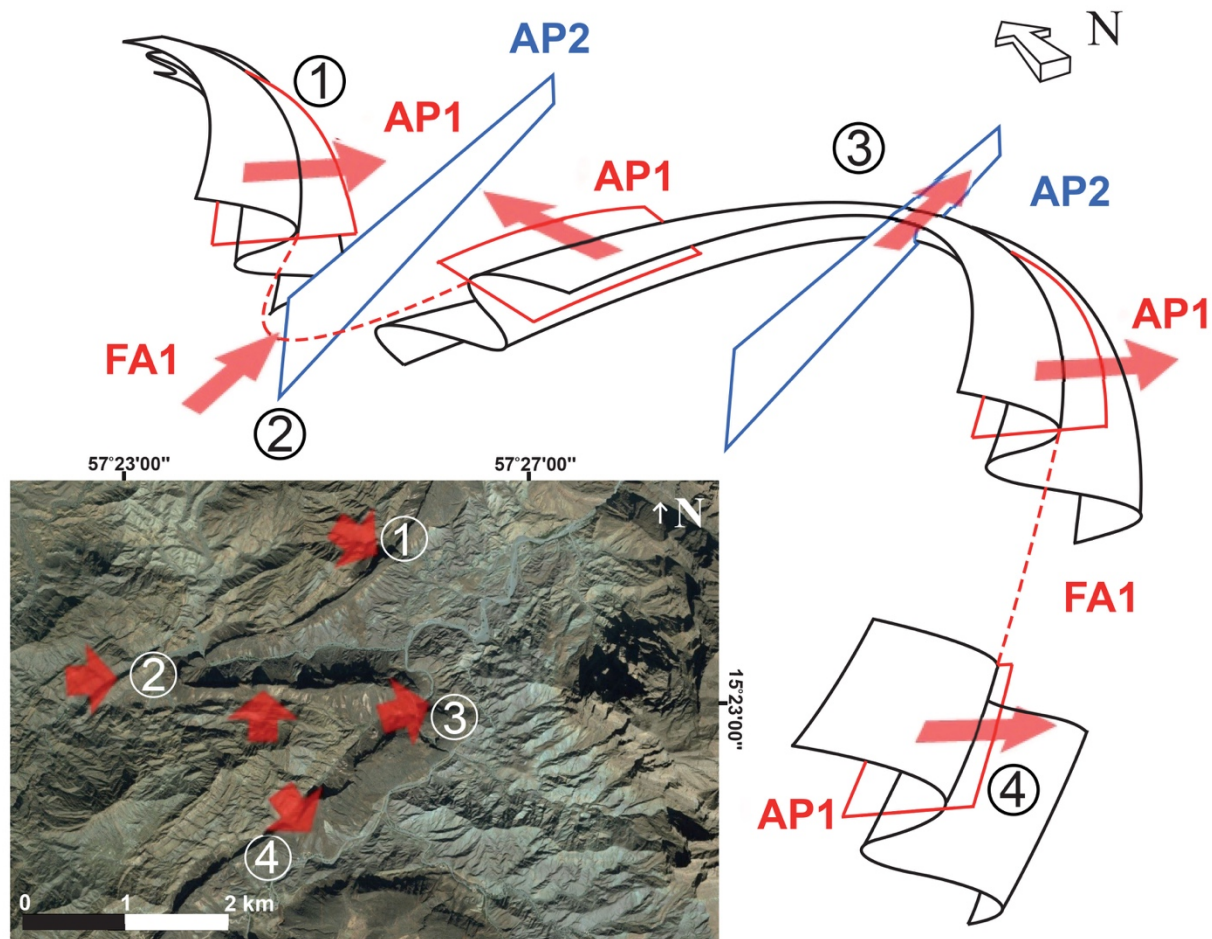 N
AP2
①
AP1
③
AP1
AP2
AP1
FA1
②
57°23'00"
57°27'00"
N
①
FA1
②
15°23'00"
③
④
④
AP1
0
1
2 km